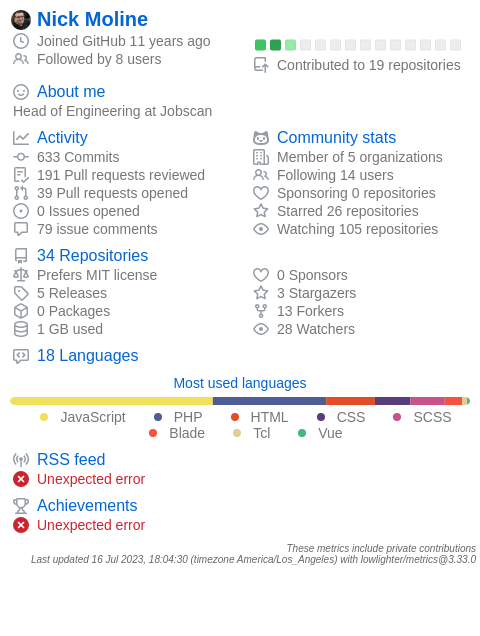 Nick Moline
Joined GitHub 11 years ago
Followed by 8 users
Contributed to 19 repositories
About me
Head of Engineering at Jobscan
Activity
633 Commits
191 Pull requests reviewed
39 Pull requests opened
0 Issues opened
79 issue comments
Community stats
Member of 5 organizations
Following 14 users
Sponsoring 0 repositories
Starred 26 repositories
Watching 105 repositories
34 Repositories
Prefers MIT license
5 Releases
0 Packages
1 GB used
0 Sponsors
3 Stargazers
13 Forkers
28 Watchers
18 Languages
Most used languages
JavaScript PHP HTML CSS SCSS
Blade Tcl Vue
RSS feed
Unexpected error
Achievements
Unexpected error
These metrics include private contributions
Last updated 16 Jul 2023, 18:04:30 (timezone America/Los_Angeles) with lowlighter/metrics@3.33.0